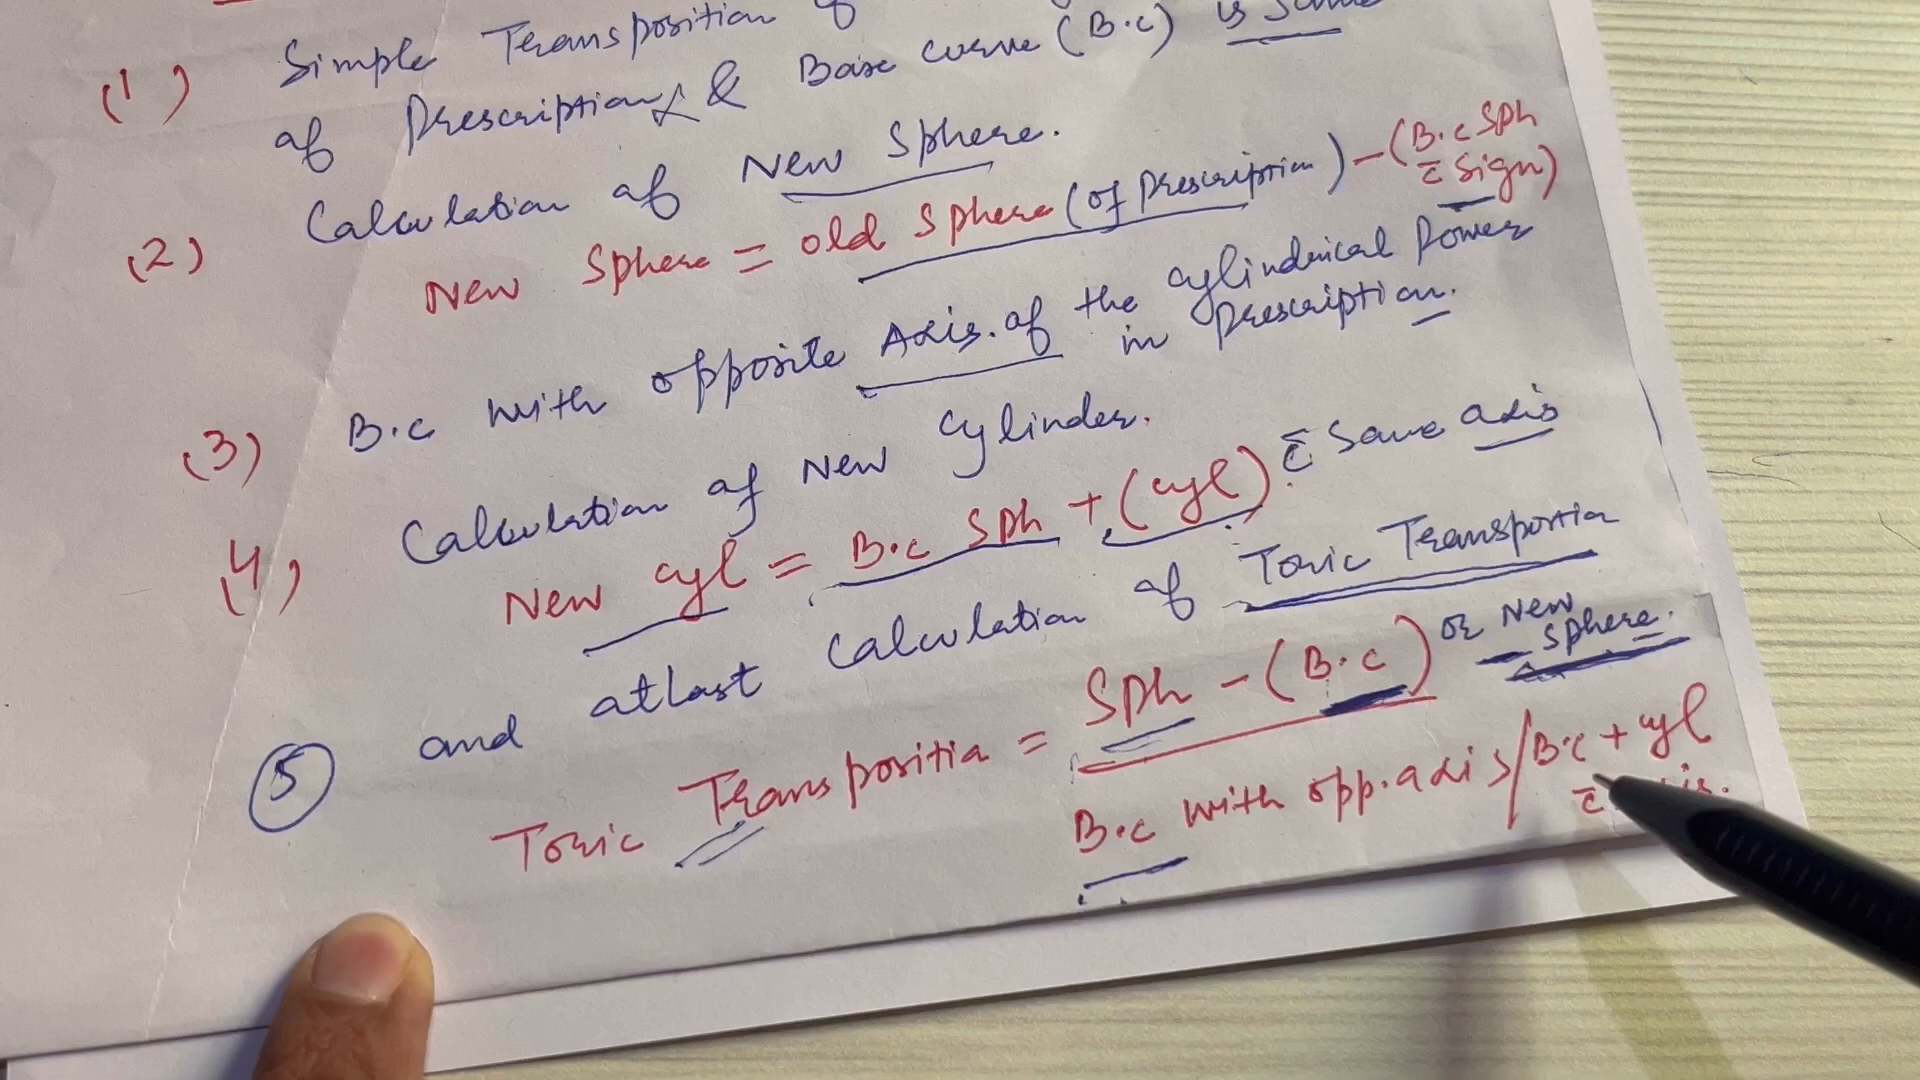 (1) Simple Transposition of
of Prescription, & Base curve (B.C) is same
(2) Calculation of New Sphere.
New Sphere = old Sphere (of Prescription) - (B.c Sph
c̄ Sign)
(3) B.c with opposite Axis. of the cylindrical Power
in Prescription.
(4) Calculation of New Cylinder.
New cyl = B.c Sph + (cyl) c̄ Same axis
5 and atlast Calculation of Toric Transportia
Toric Transpositia = Sph - (B.c) or New
Sphere.
B.c with opp. axis/B.c + cyl
c̄